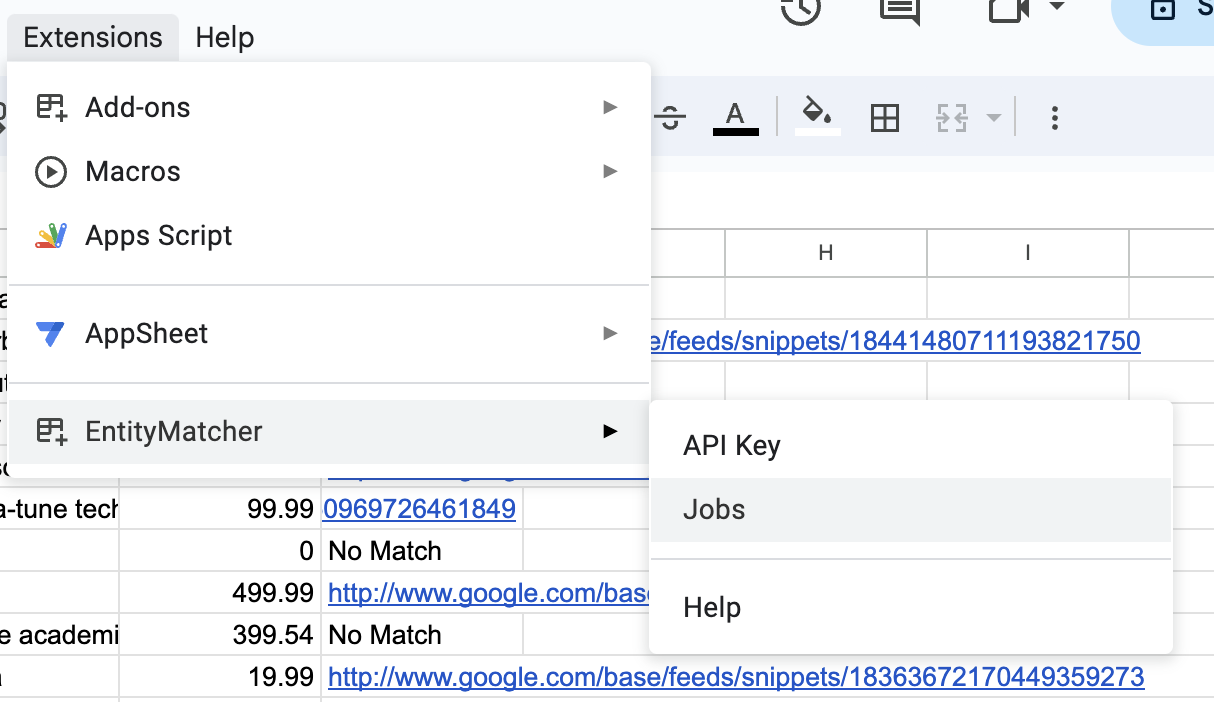 Extensions Help
Add-ons
Macros
Apps Script
AppSheet
EntityMatcher
API Key
Jobs
Help
A
H I
e/feeds/snippets/18441480711193821750
a-tune tech 99.99 0969726461849
0 No Match
499.99 http://www.google.com/base
e academi 399.54 No Match
19.99 http://www.google.com/base/feeds/snippets/18363672170449359273